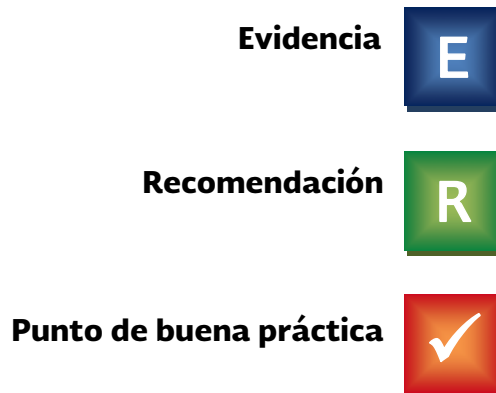 Evidencia E
Recomendación R
Punto de buena práctica ✓